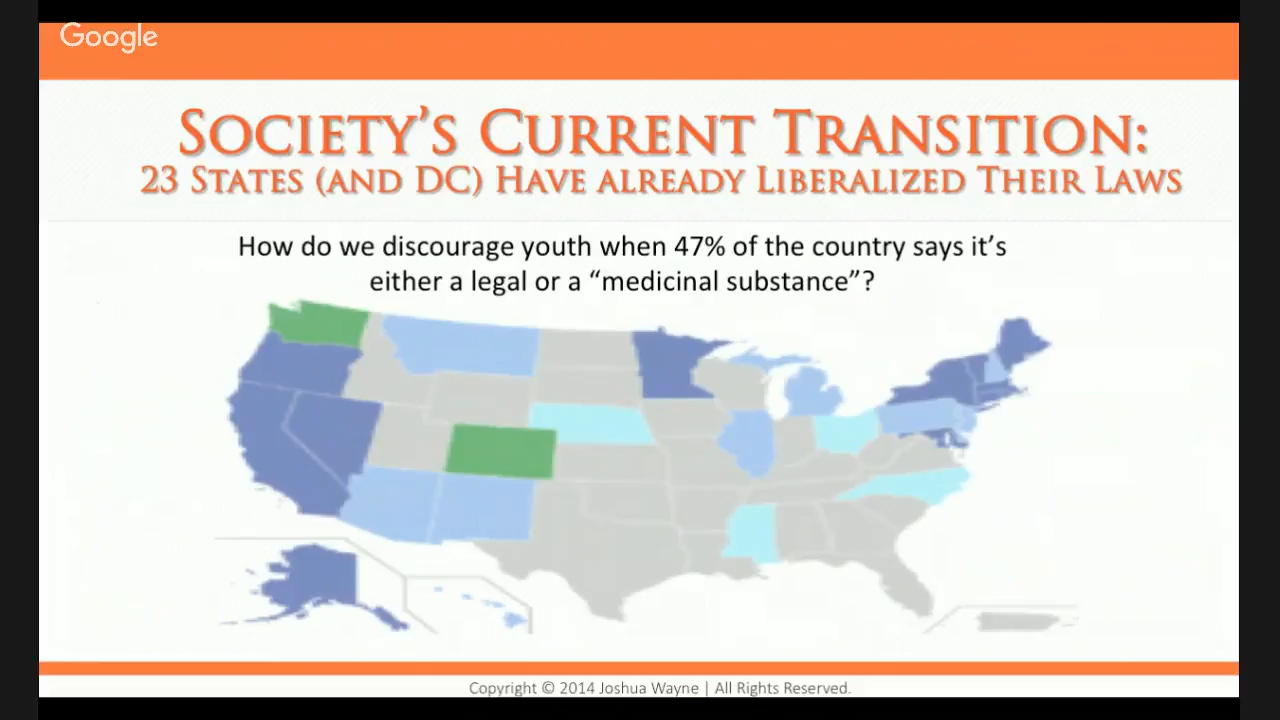 Google
Society's Current Transition:
23 States (and DC) Have already Liberalized Their Laws
How do we discourage youth when 47% of the country says it's
either a legal or a “medicinal substance”?
Copyright © 2014 Joshua Wayne | All Rights Reserved.